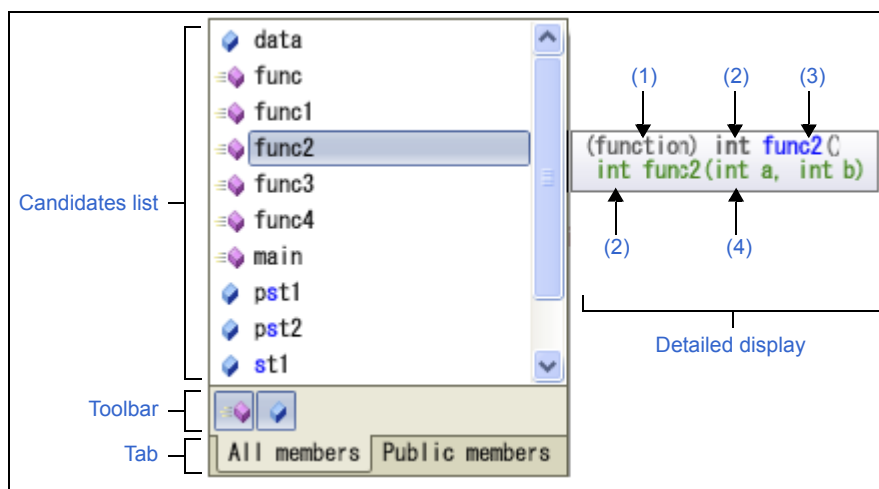 data
func
func1
func2
func3
func4
main
pst1
pst2
st1
Candidates list
Toolbar
Tab
All members Public members
(1) (2) (3)
(function) int func2()
int func2(int a, int b)
(2) (4)
Detailed display